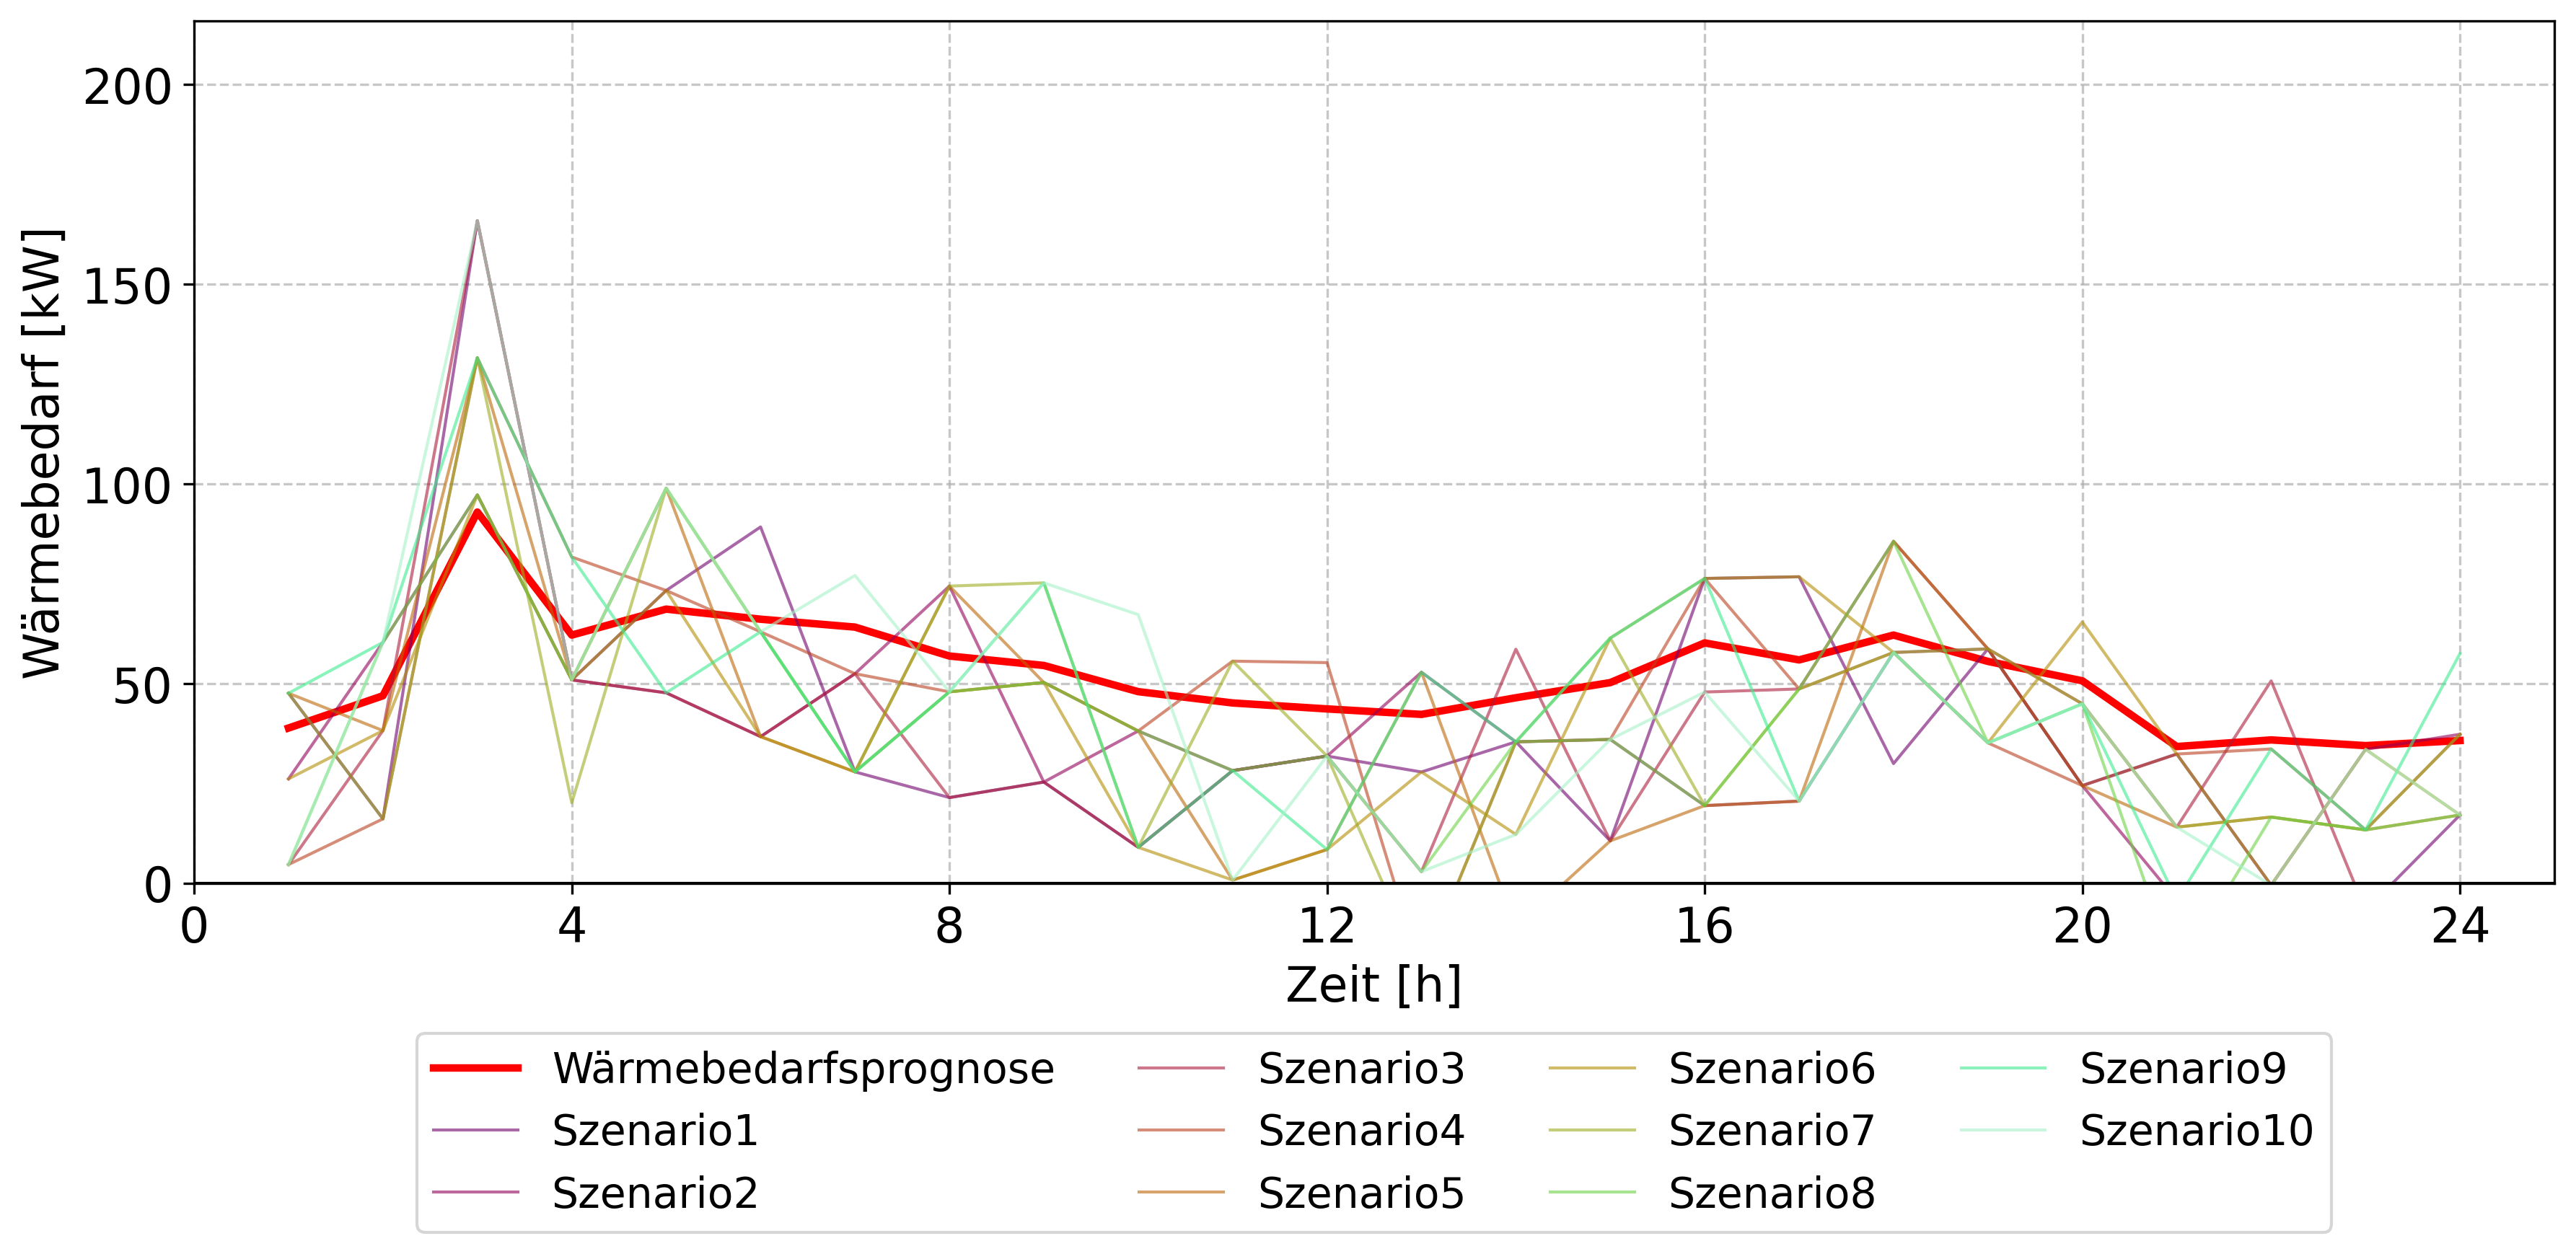 Wärmebedarf [kW]
200
150
100
50
0
0 4 8 12 16 20 24
Zeit [h]
Wärmebedarfsprognose
Szenario1
Szenario2
Szenario3
Szenario4
Szenario5
Szenario6
Szenario7
Szenario8
Szenario9
Szenario10